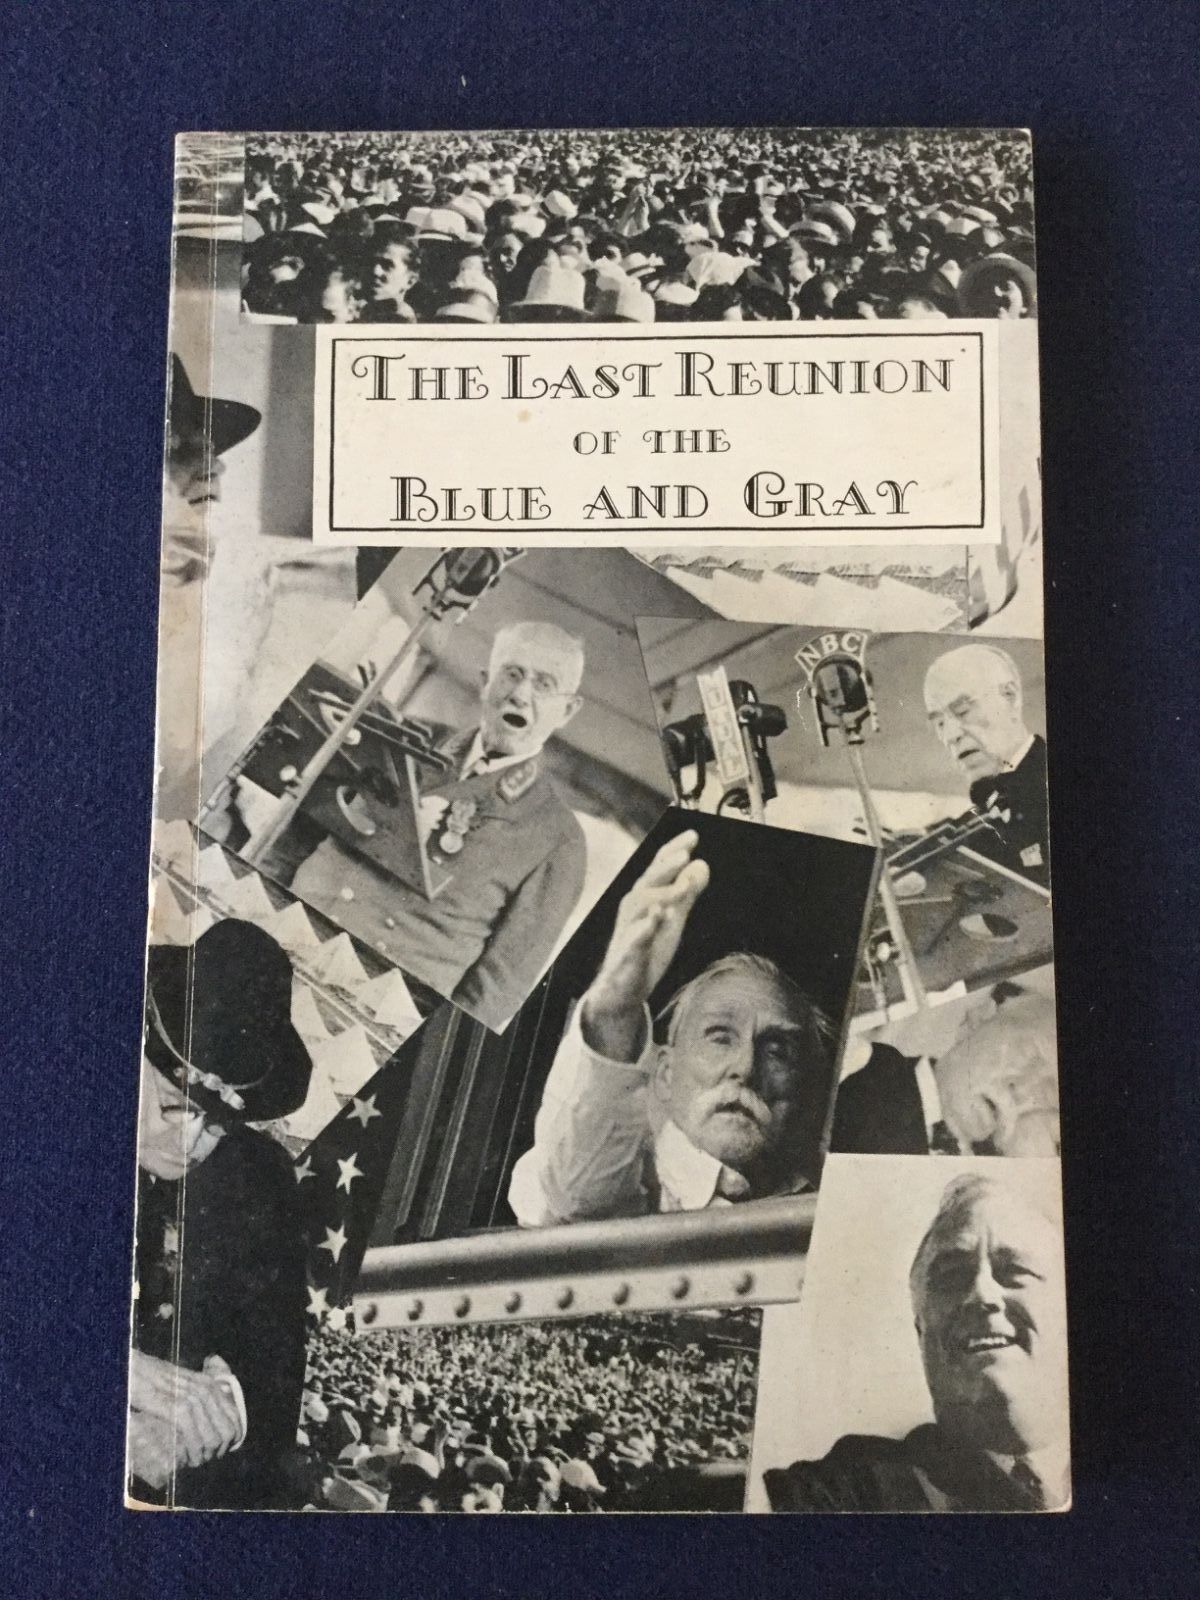 THE LAST REUNION
OF THE
BLUE AND GRAY
NBC